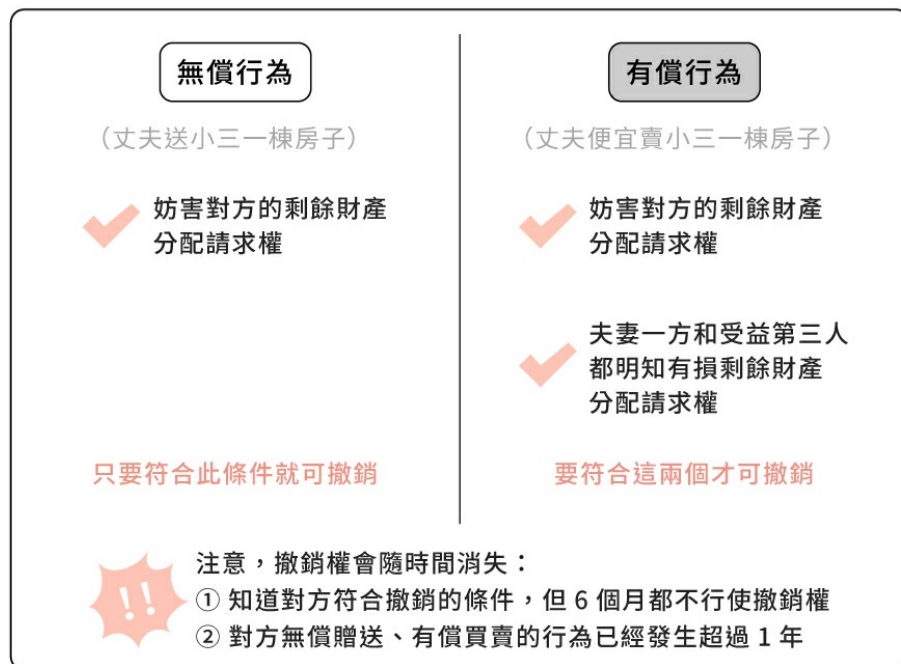 無償行為
（丈夫送小三一棟房子）
妨害對方的剩餘財產
分配請求權
只要符合此條件就可撤銷
有償行為
（丈夫便宜賣小三一棟房子）
妨害對方的剩餘財產
分配請求權
夫妻一方和受益第三人
都明知有損剩餘財產
分配請求權
要符合這兩個才可撤銷
!!
注意，撤銷權會隨時間消失：
① 知道對方符合撤銷的條件，但 6 個月都不行使撤銷權
② 對方無償贈送、有償買賣的行為已經發生超過 1 年